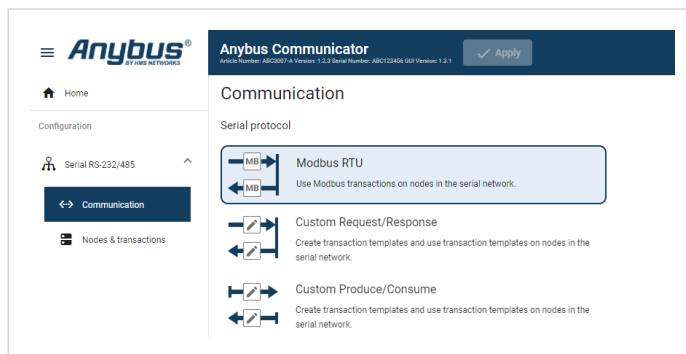 Anybus®
BY HMS NETWORKS
Anybus Communicator
Article Number: ABC3007-A Version: 1.2.3 Serial Number: ABC123456 GUI Version: 1.3.1
Apply
Home
Communication
Configuration
Serial protocol
Serial RS-232/485
MB
MB
Modbus RTU
Use Modbus transactions on nodes in the serial network.
Communication
Nodes & transactions
Custom Request/Response
Create transaction templates and use transaction templates on nodes in the
serial network.
Custom Produce/Consume
Create transaction templates and use transaction templates on nodes in the
serial network.